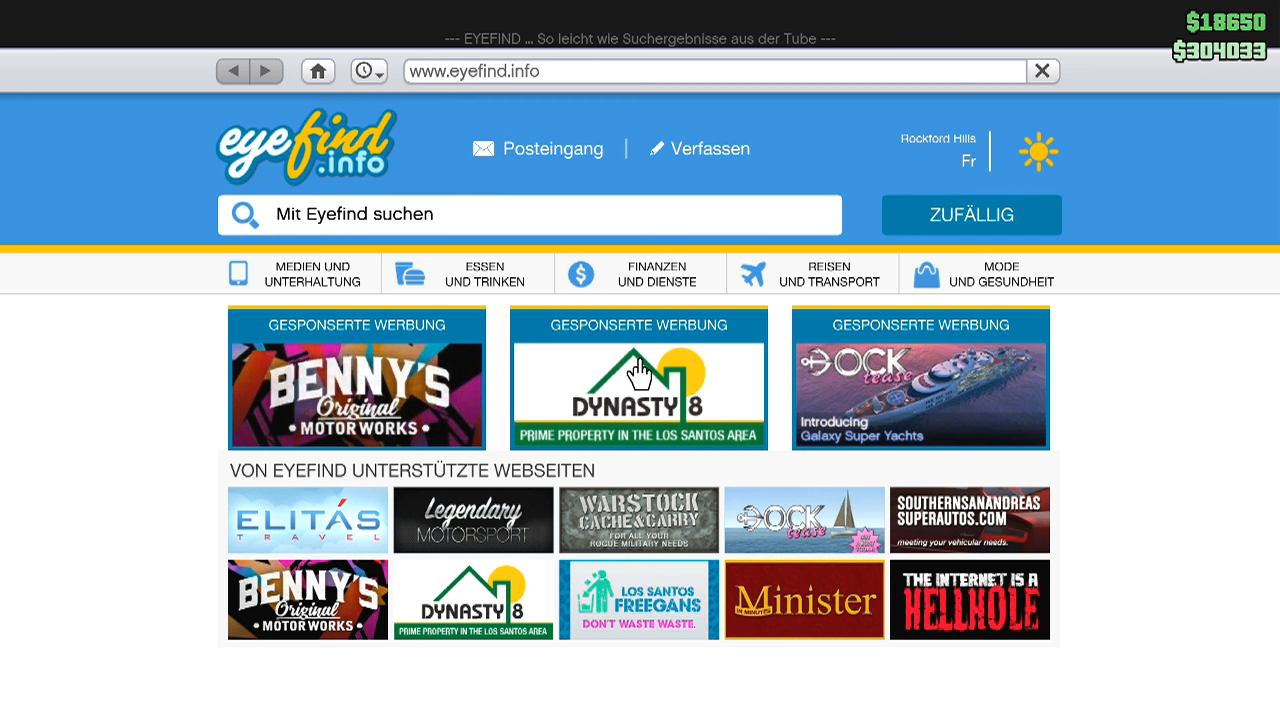 $18650
--- EYEFIND ... So leicht wie Suchergebnisse aus der Tube ---
$304033
www.eyefind.info
eyefind
.info
Posteingang
Verfassen
Rockford Hills
Fr
Mit Eyefind suchen
ZUFÄLLIG
MEDIEN UND
UNTERHALTUNG
ESSEN
UND TRINKEN
FINANZEN
UND DIENSTE
REISEN
UND TRANSPORT
MODE
UND GESUNDHEIT
GESPONSERTE WERBUNG
BENNY'S
Original
• MOTOR WORKS •
GESPONSERTE WERBUNG
DYNASTY 8
PRIME PROPERTY IN THE LOS SANTOS AREA
GESPONSERTE WERBUNG
DOCK
tease
Introducing
Galaxy Super Yachts
VON EYEFIND UNTERSTÜTZTE WEBSEITEN
ELITÁS
TRAVEL
Legendary
MOTORSPORT
WARSTOCK
CACHE&CARRY
FOR ALL YOUR
ROGUE MILITARY NEEDS
DOCK
tease
SOUTHERNSANANDREAS
SUPERAUTOS.COM
meeting your vehicular needs.
BENNY'S
Original
• MOTOR WORKS •
DYNASTY 8
PRIME PROPERTY IN THE LOS SANTOS AREA
LOS SANTOS
FREEGANS
DON'T WASTE WASTE.
Minister
IN MINUTES
THE INTERNET IS A
HELLHOLE